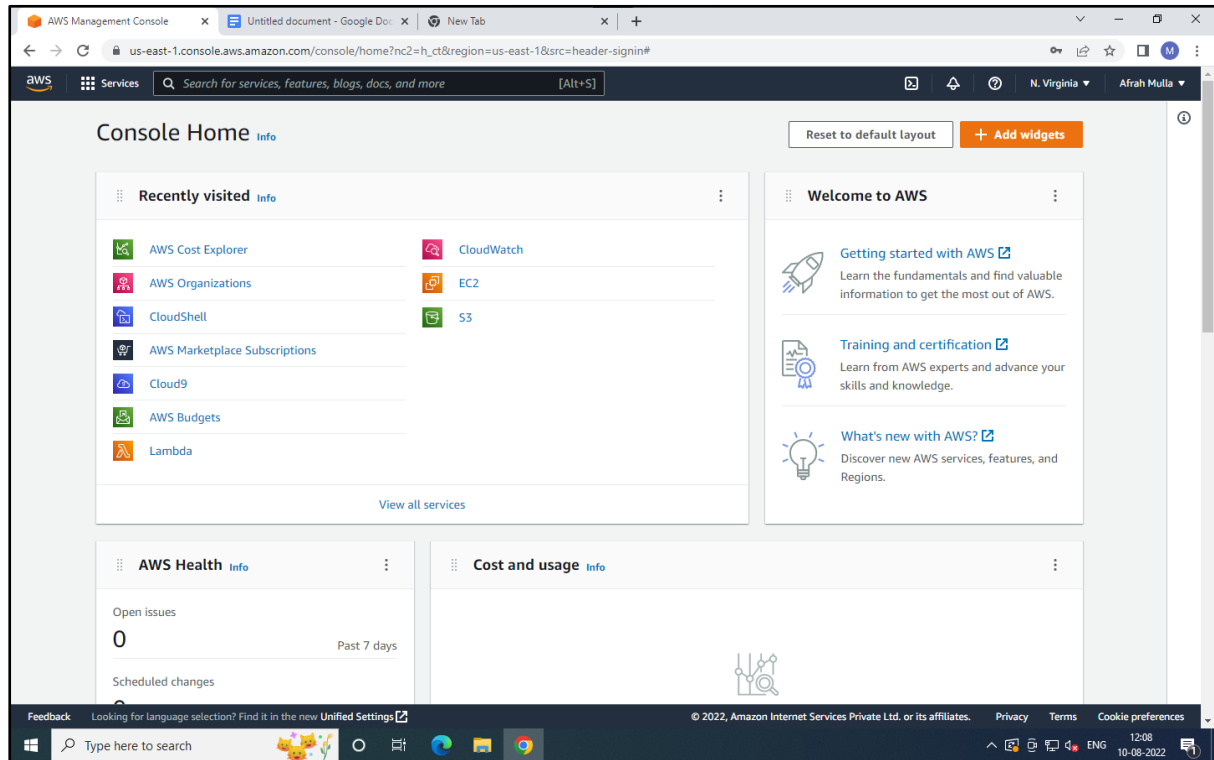 AWS Management Console
Untitled document - Google Doc
New Tab
us-east-1.console.aws.amazon.com/console/home?nc2=h_ct&region=us-east-1&src=header-signin#
M
aws
Services
Search for services, features, blogs, docs, and more
[Alt+S]
N. Virginia
Afrah Mulla
Console Home Info
Reset to default layout
+ Add widgets
Recently visited Info
AWS Cost Explorer
AWS Organizations
CloudShell
AWS Marketplace Subscriptions
Cloud9
AWS Budgets
Lambda
CloudWatch
EC2
S3
View all services
Welcome to AWS
Getting started with AWS
Learn the fundamentals and find valuable
information to get the most out of AWS.
Training and certification
Learn from AWS experts and advance your
skills and knowledge.
What's new with AWS?
Discover new AWS services, features, and
Regions.
AWS Health Info
Open issues
0
Past 7 days
Scheduled changes
Cost and usage Info
Feedback
Looking for language selection? Find it in the new Unified Settings
© 2022, Amazon Internet Services Private Ltd. or its affiliates.
Privacy
Terms
Cookie preferences
Type here to search
ENG
12:08
10-08-2022